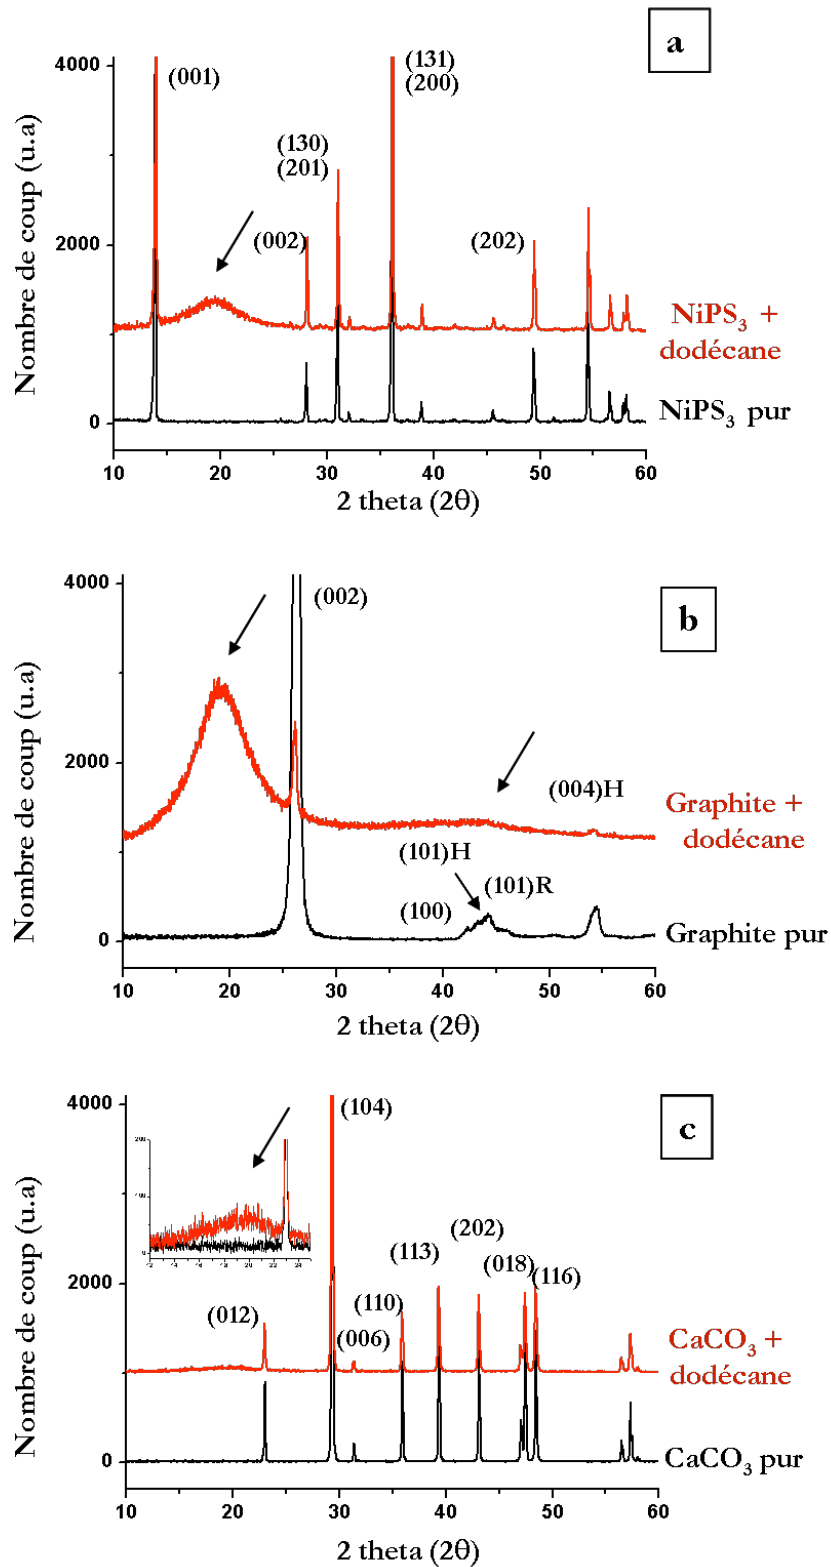 a
4000
2000
0
Nombre de coup (u.a)
(001)
(131)
(200)
(130)
(201)
(002)
(202)
NiPS₃ +
dodécane
NiPS₃ pur
10 20 30 40 50 60
2 theta (2θ)
b
4000
2000
0
Nombre de coup (u.a)
(002)
(004)H
(101)H
(101)R
(100)
Graphite +
dodécane
Graphite pur
10 20 30 40 50 60
2 theta (2θ)
c
4000
2000
0
Nombre de coup (u.a)
(104)
(202)
(113)
(018)
(116)
(110)
(012)
(006)
CaCO₃ +
dodécane
CaCO₃ pur
10 20 30 40 50 60
2 theta (2θ)